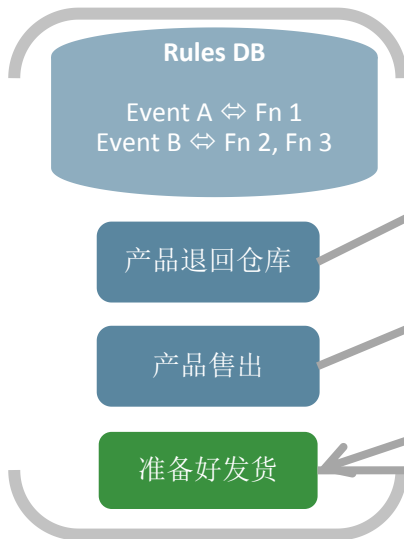 Rules DB
Event A ⇔ Fn 1
Event B ⇔ Fn 2, Fn 3
产品退回仓库
产品售出
准备好发货